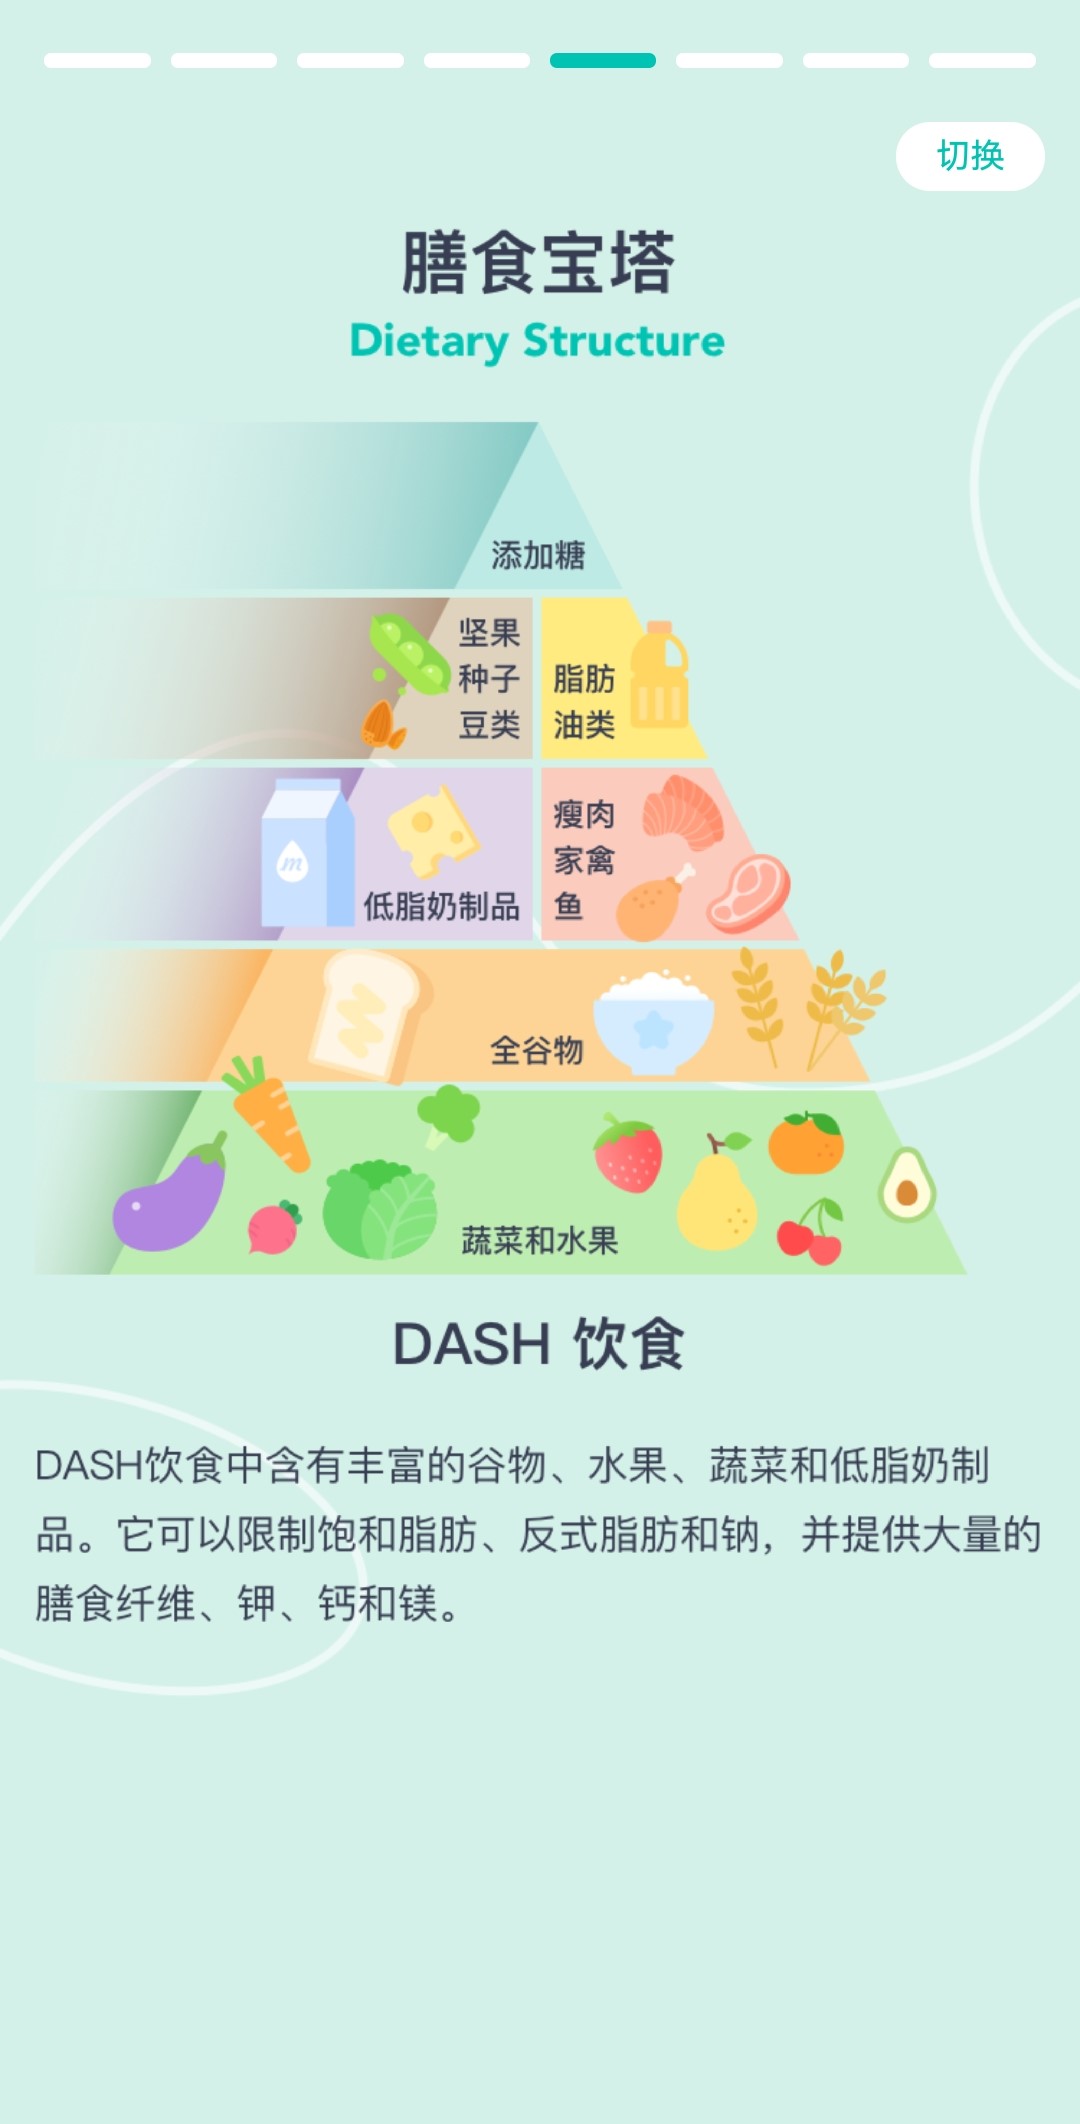 切换
膳食宝塔
Dietary Structure
添加糖
坚果
种子
豆类
脂肪
油类
m
低脂奶制品
瘦肉
家禽
鱼
全谷物
蔬菜和水果
DASH 饮食
DASH饮食中含有丰富的谷物、水果、蔬菜和低脂奶制
品。它可以限制饱和脂肪、反式脂肪和钠，并提供大量的
膳食纤维、钾、钙和镁。